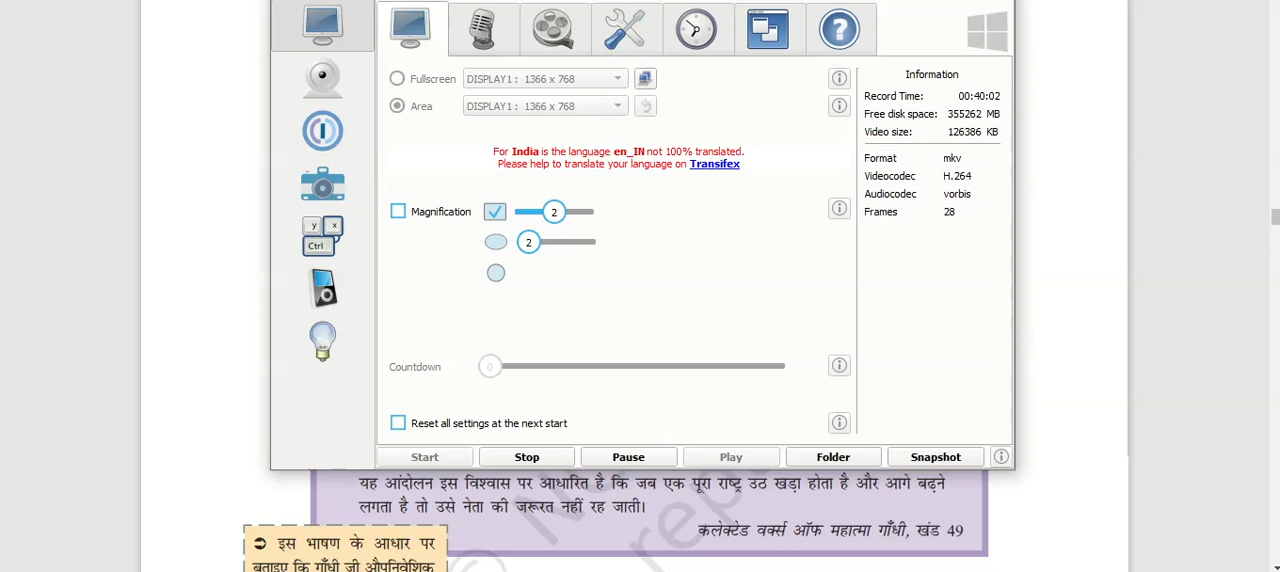 Fullscreen DISPLAY1 : 1366 x 768
Area DISPLAY1 : 1366 x 768
For India is the language en_IN not 100% translated.
Please help to translate your language on Transifex
Magnification 2
2
Countdown 0
Reset all settings at the next start
Start Stop Pause Play Folder Snapshot
Information
Record Time: 00:40:02
Free disk space: 355262 MB
Video size: 126386 KB
Format mkv
Videocodec H.264
Audiocodec vorbis
Frames 28
y x
Ctrl
यह आंदोलन इस विश्वास पर आधारित है कि जब एक पूरा राष्ट्र उठ खड़ा होता है और आगे बढ़ने
लगता है तो उसे नेता की जरूरत नहीं रह जाती।
कलेक्टेड वर्क्स ऑफ महात्मा गाँधी, खंड 49
इस भाषण के आधार पर
बताइए कि गाँधी जी औपनिवेशिक